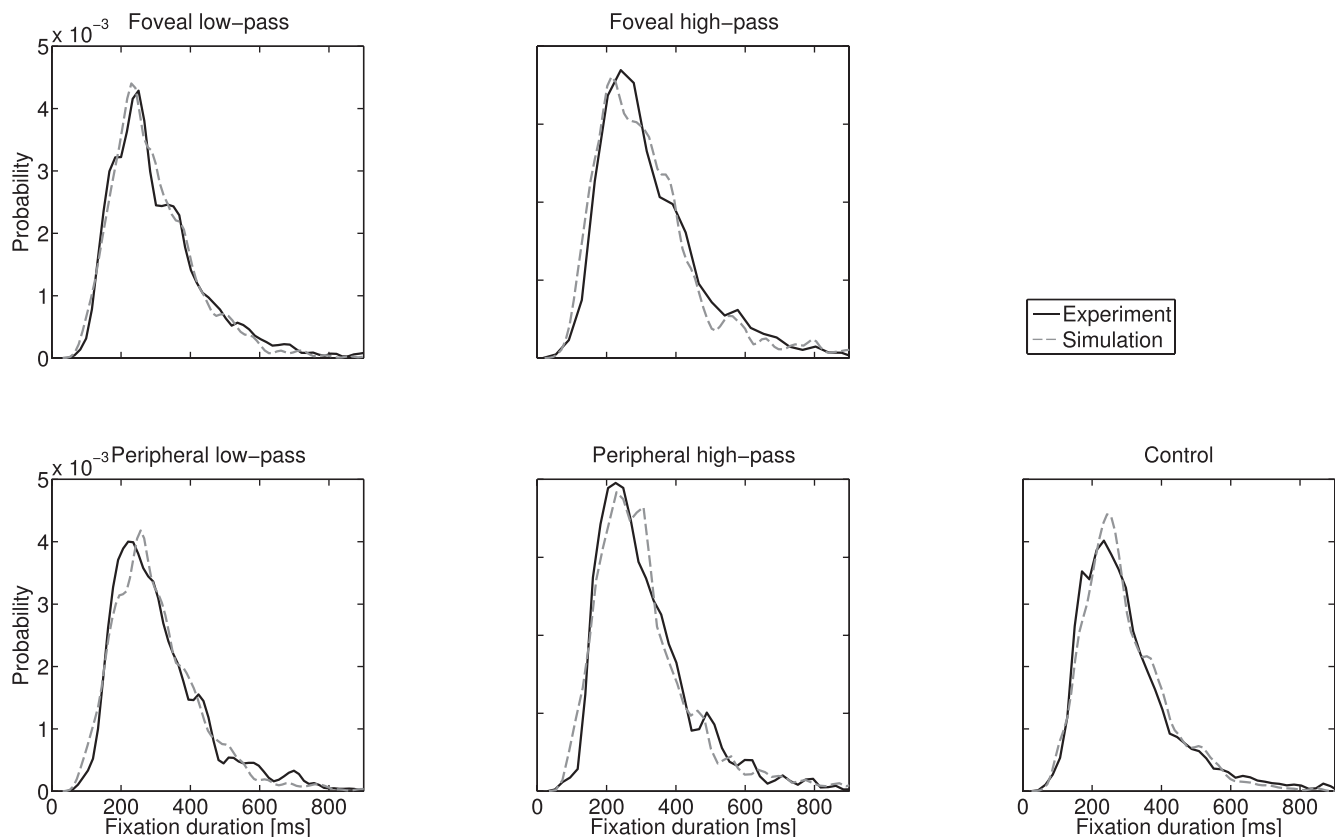 Foveal low−pass
5 x 10−3
4
3
2
1
0
Probability
Foveal high−pass
Experiment
Simulation
Peripheral low−pass
5 x 10−3
4
3
2
1
0
Probability
0 200 400 600 800
Fixation duration [ms]
Peripheral high−pass
0 200 400 600 800
Fixation duration [ms]
Control
0 200 400 600 800
Fixation duration [ms]